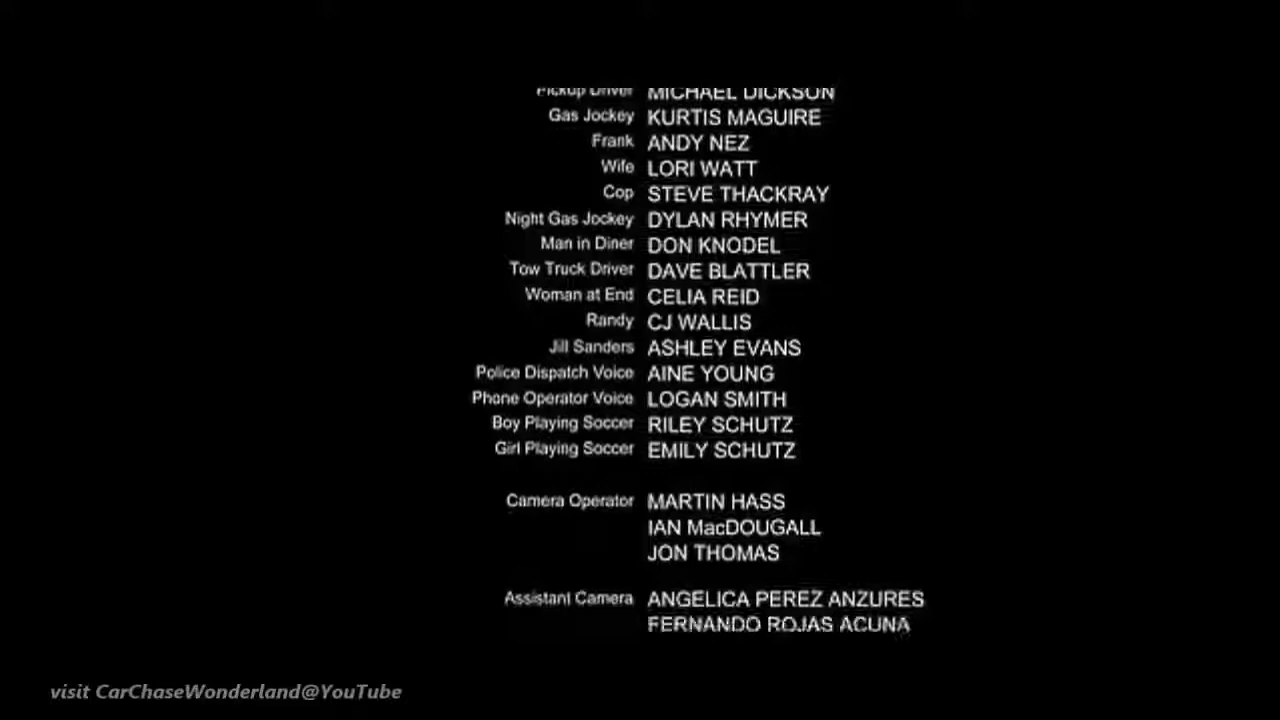 Pickup Driver MICHAEL DICKSON
Gas Jockey KURTIS MAGUIRE
Frank ANDY NEZ
Wife LORI WATT
Cop STEVE THACKRAY
Night Gas Jockey DYLAN RHYMER
Man in Diner DON KNODEL
Tow Truck Driver DAVE BLATTLER
Woman at End CELIA REID
Randy CJ WALLIS
Jill Sanders ASHLEY EVANS
Police Dispatch Voice AINE YOUNG
Phone Operator Voice LOGAN SMITH
Boy Playing Soccer RILEY SCHUTZ
Girl Playing Soccer EMILY SCHUTZ
Camera Operator MARTIN HASS
IAN MacDOUGALL
JON THOMAS
Assistant Camera ANGELICA PEREZ ANZURES
FERNANDO ROJAS ACUNA
visit CarChaseWonderland@YouTube